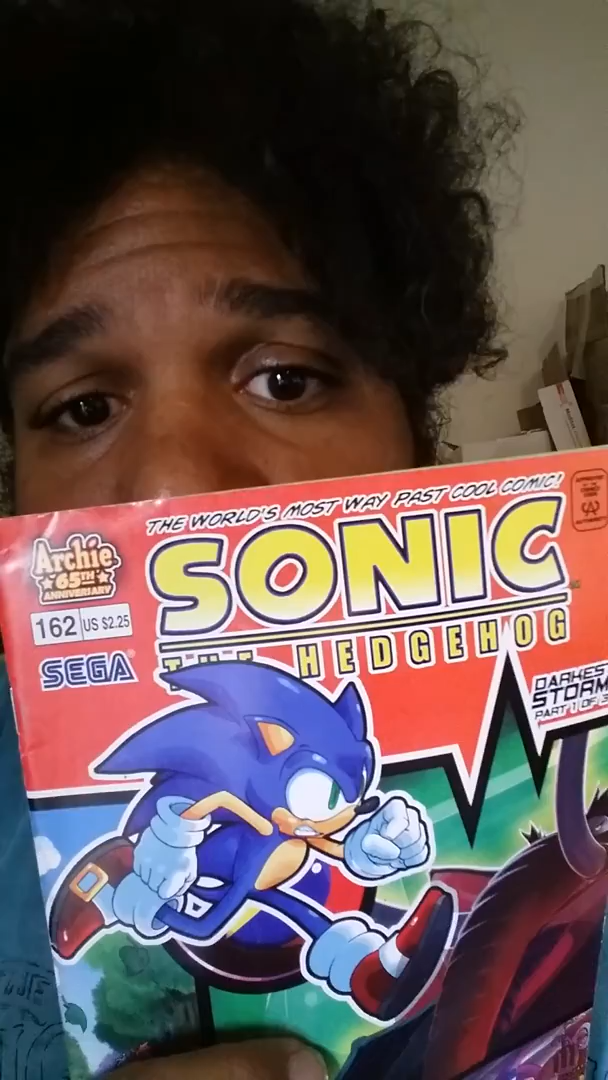 THE WORLD'S MOST WAY PAST COOL COMIC!
SONIC
THE HEDGEHOG
Archie
65TH
ANNIVERSARY
162 US $2.25
SEGA
DARKES
STORM
PART 1 OF 3